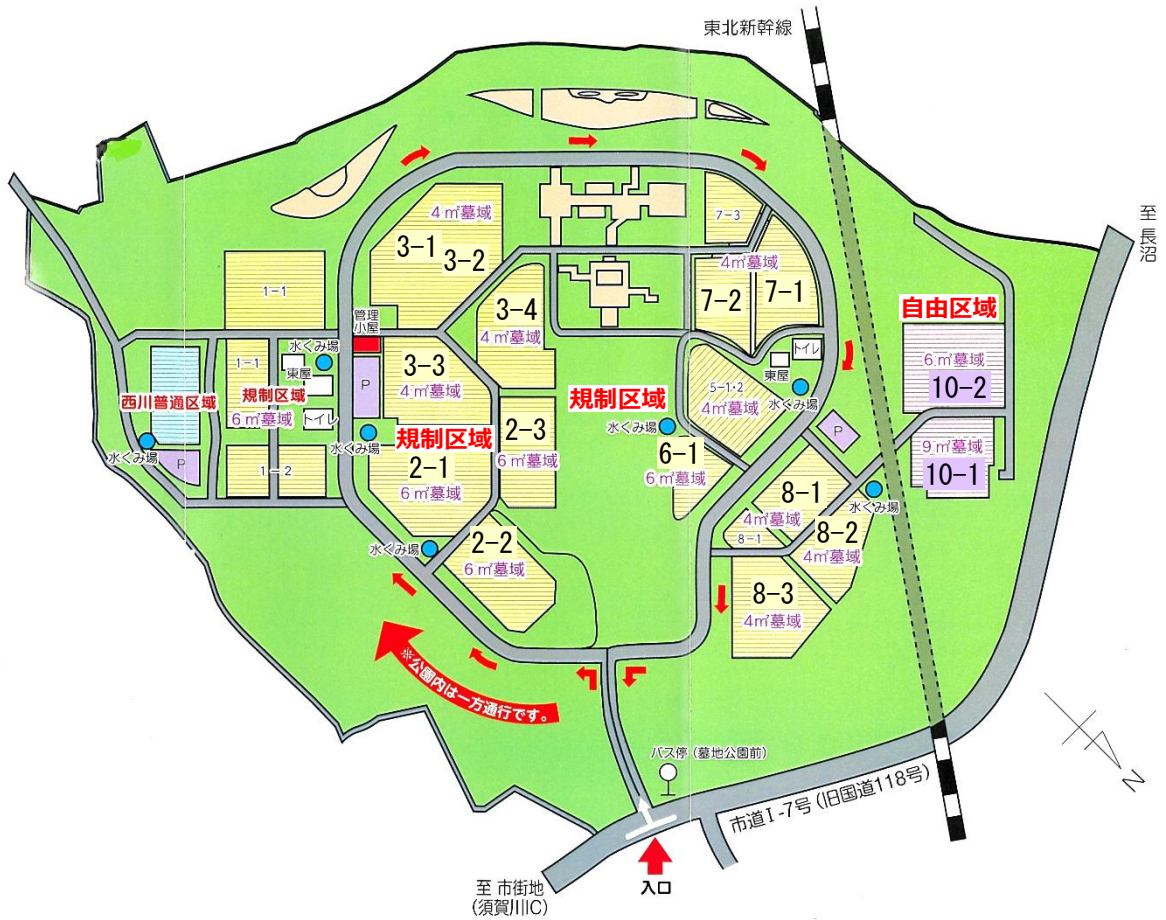 東北新幹線
至 長沼
7-3
4㎡墓域
3-1
3-2
4㎡墓域
7-2
7-1
1-1
3-4
4㎡墓域
自由区域
管理
小屋
水くみ場
1-1
東屋
3-3
4㎡墓域
P
トイレ
東屋
6㎡墓域
10-2
5-1・2
4㎡墓域
水くみ場
西川普通区域
規制区域
6㎡墓域
トイレ
規制区域
水くみ場
水くみ場
規制区域
2-1
6㎡墓域
2-3
6㎡墓域
6-1
6㎡墓域
P
9㎡墓域
10-1
水くみ場
P
1-2
8-1
4㎡墓域
水くみ場
8-1
8-2
4㎡墓域
水くみ場
2-2
6㎡墓域
8-3
4㎡墓域
※公園内は一方通行です。
バス停（墓地公園前）
市道Ⅰ-7号（旧国道118号）
N
至 市街地
（須賀川IC）
入口